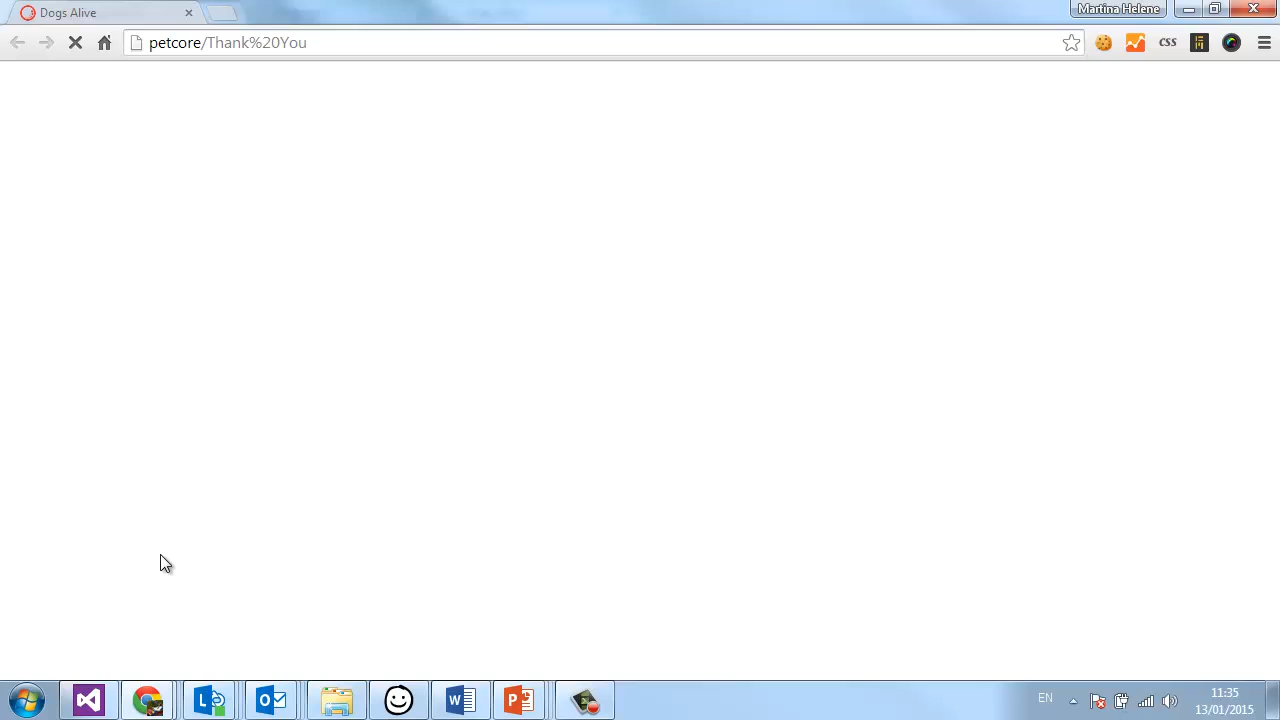 Dogs Alive
Martina Helene
petcore/Thank%20You
css
EN
11:35
13/01/2015